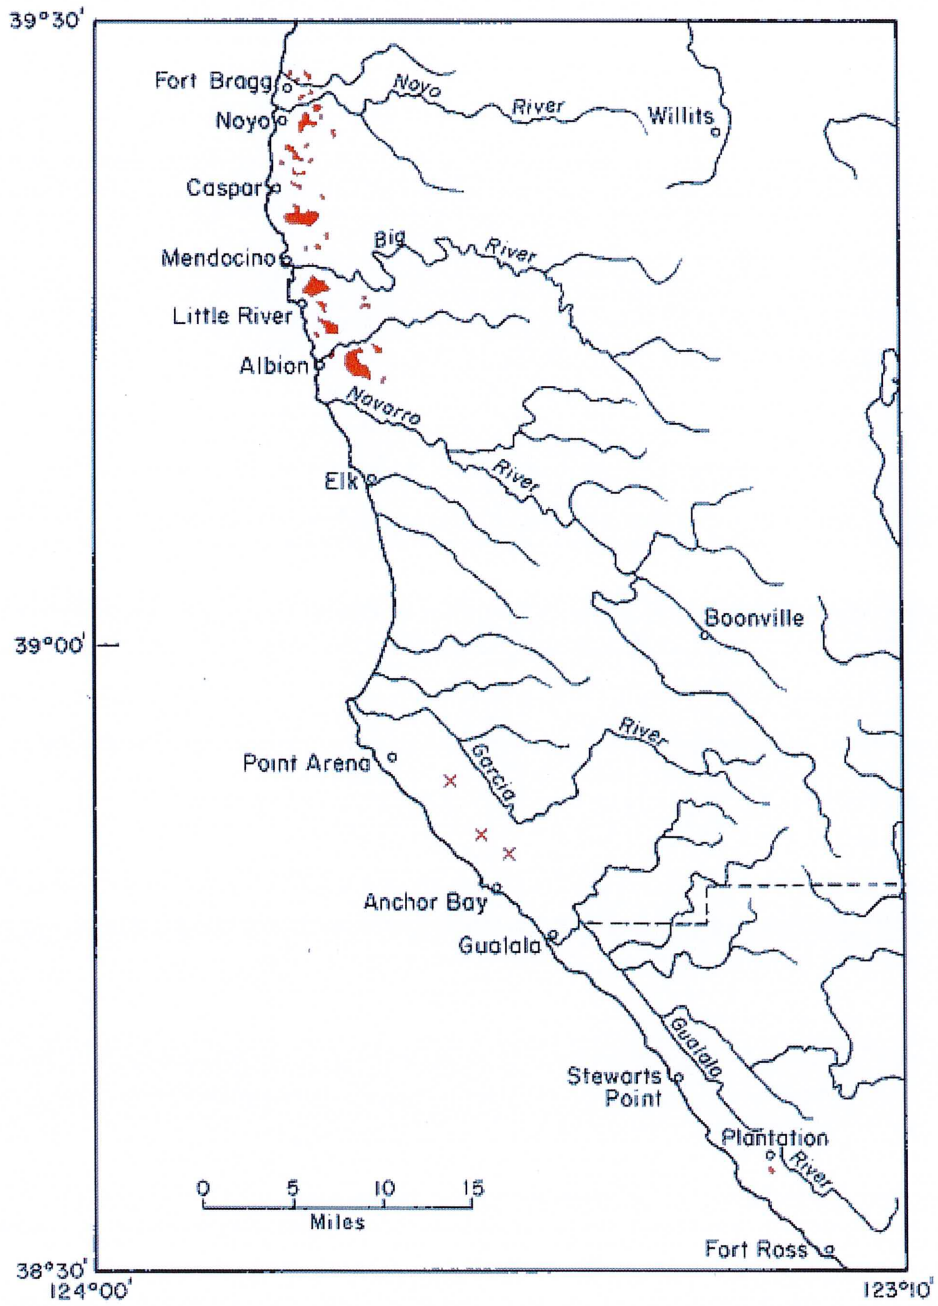 39°30'
Fort Bragg
Noyo
River
Willits
Noyo
Caspar
Big
River
Mendocino
Little River
Albion
Navarro
River
Elk
39°00'
Boonville
River
Point Arena
Garcia
Anchor Bay
Gualala
Gualala
Stewarts
Point
Plantation
River
0 5 10 15
Miles
Fort Ross
38°30'
124°00'
123°10'